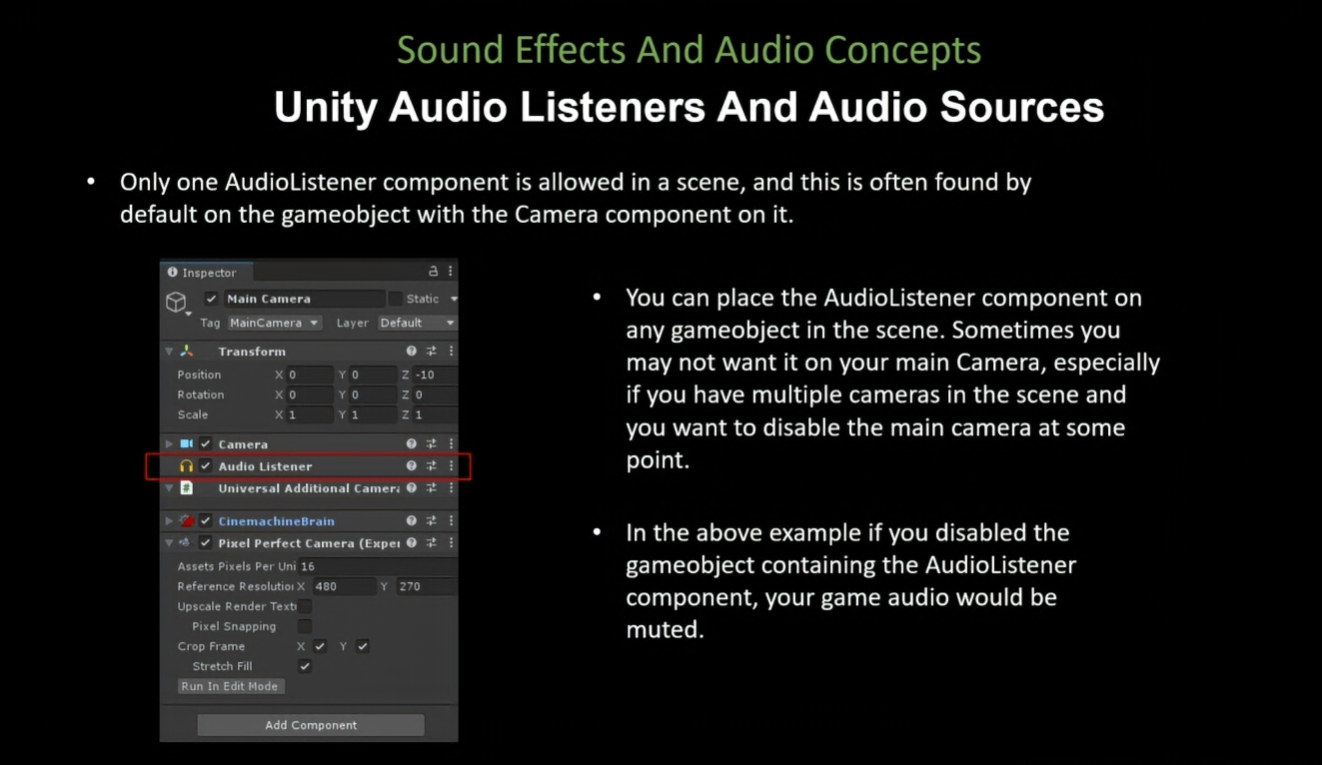 Sound Effects And Audio Concepts
Unity Audio Listeners And Audio Sources
• Only one AudioListener component is allowed in a scene, and this is often found by
default on the gameobject with the Camera component on it.
Inspector
Main Camera Static
Tag MainCamera Layer Default
Transform
Position X 0 Y 0 Z -10
Rotation X 0 Y 0 Z 0
Scale X 1 Y 1 Z 1
Camera
Audio Listener
# Universal Additional Camera
CinemachineBrain
Pixel Perfect Camera (Exper
Assets Pixels Per Uni 16
Reference Resolution X 480 Y 270
Upscale Render Textu
Pixel Snapping
Crop Frame X Y
Stretch Fill
Run In Edit Mode
Add Component
• You can place the AudioListener component on
any gameobject in the scene. Sometimes you
may not want it on your main Camera, especially
if you have multiple cameras in the scene and
you want to disable the main camera at some
point.
• In the above example if you disabled the
gameobject containing the AudioListener
component, your game audio would be
muted.